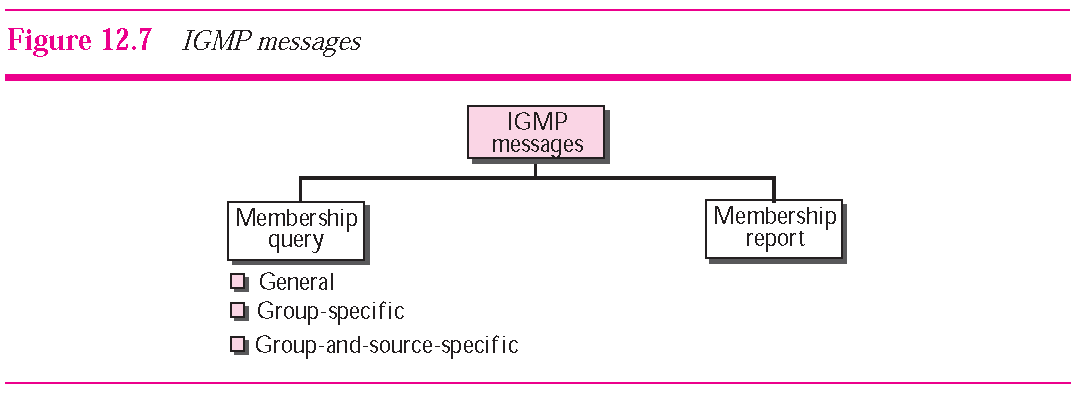 Figure 12.7 IGMP messages
IGMP
messages
Membership
query
Membership
report
General
Group-specific
Group-and-source-specific